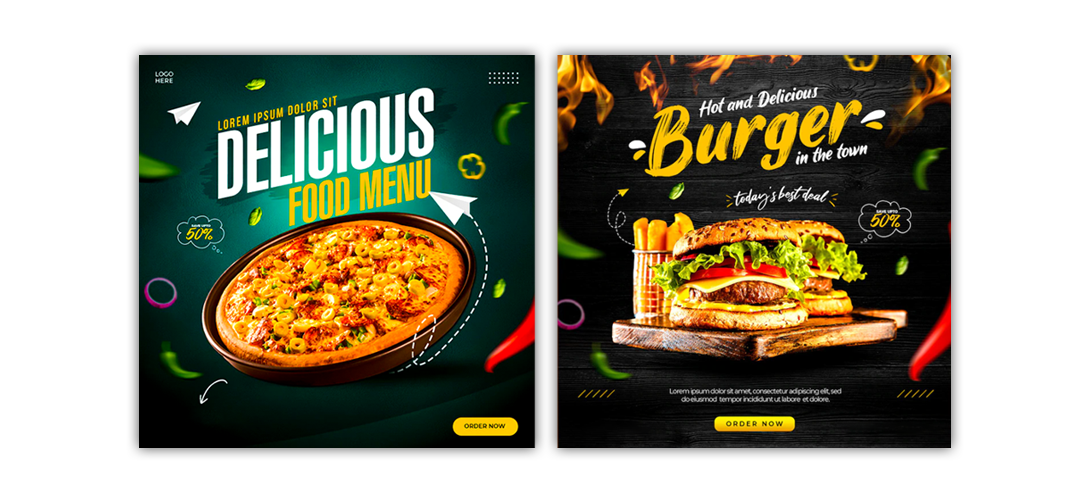 LOGO
HERE
LOREM IPSUM DOLOR SIT
DELICIOUS
FOOD MENU
SAVE UPTO
50%
ORDER NOW
Hot and Delicious
Burger
in the town
today's best deal
SAVE UPTO
50%
Lorem ipsum dolor sit amet, consectetur adipiscing elit, sed
do eiusmod tempor incididunt ut labore et dolore.
ORDER NOW